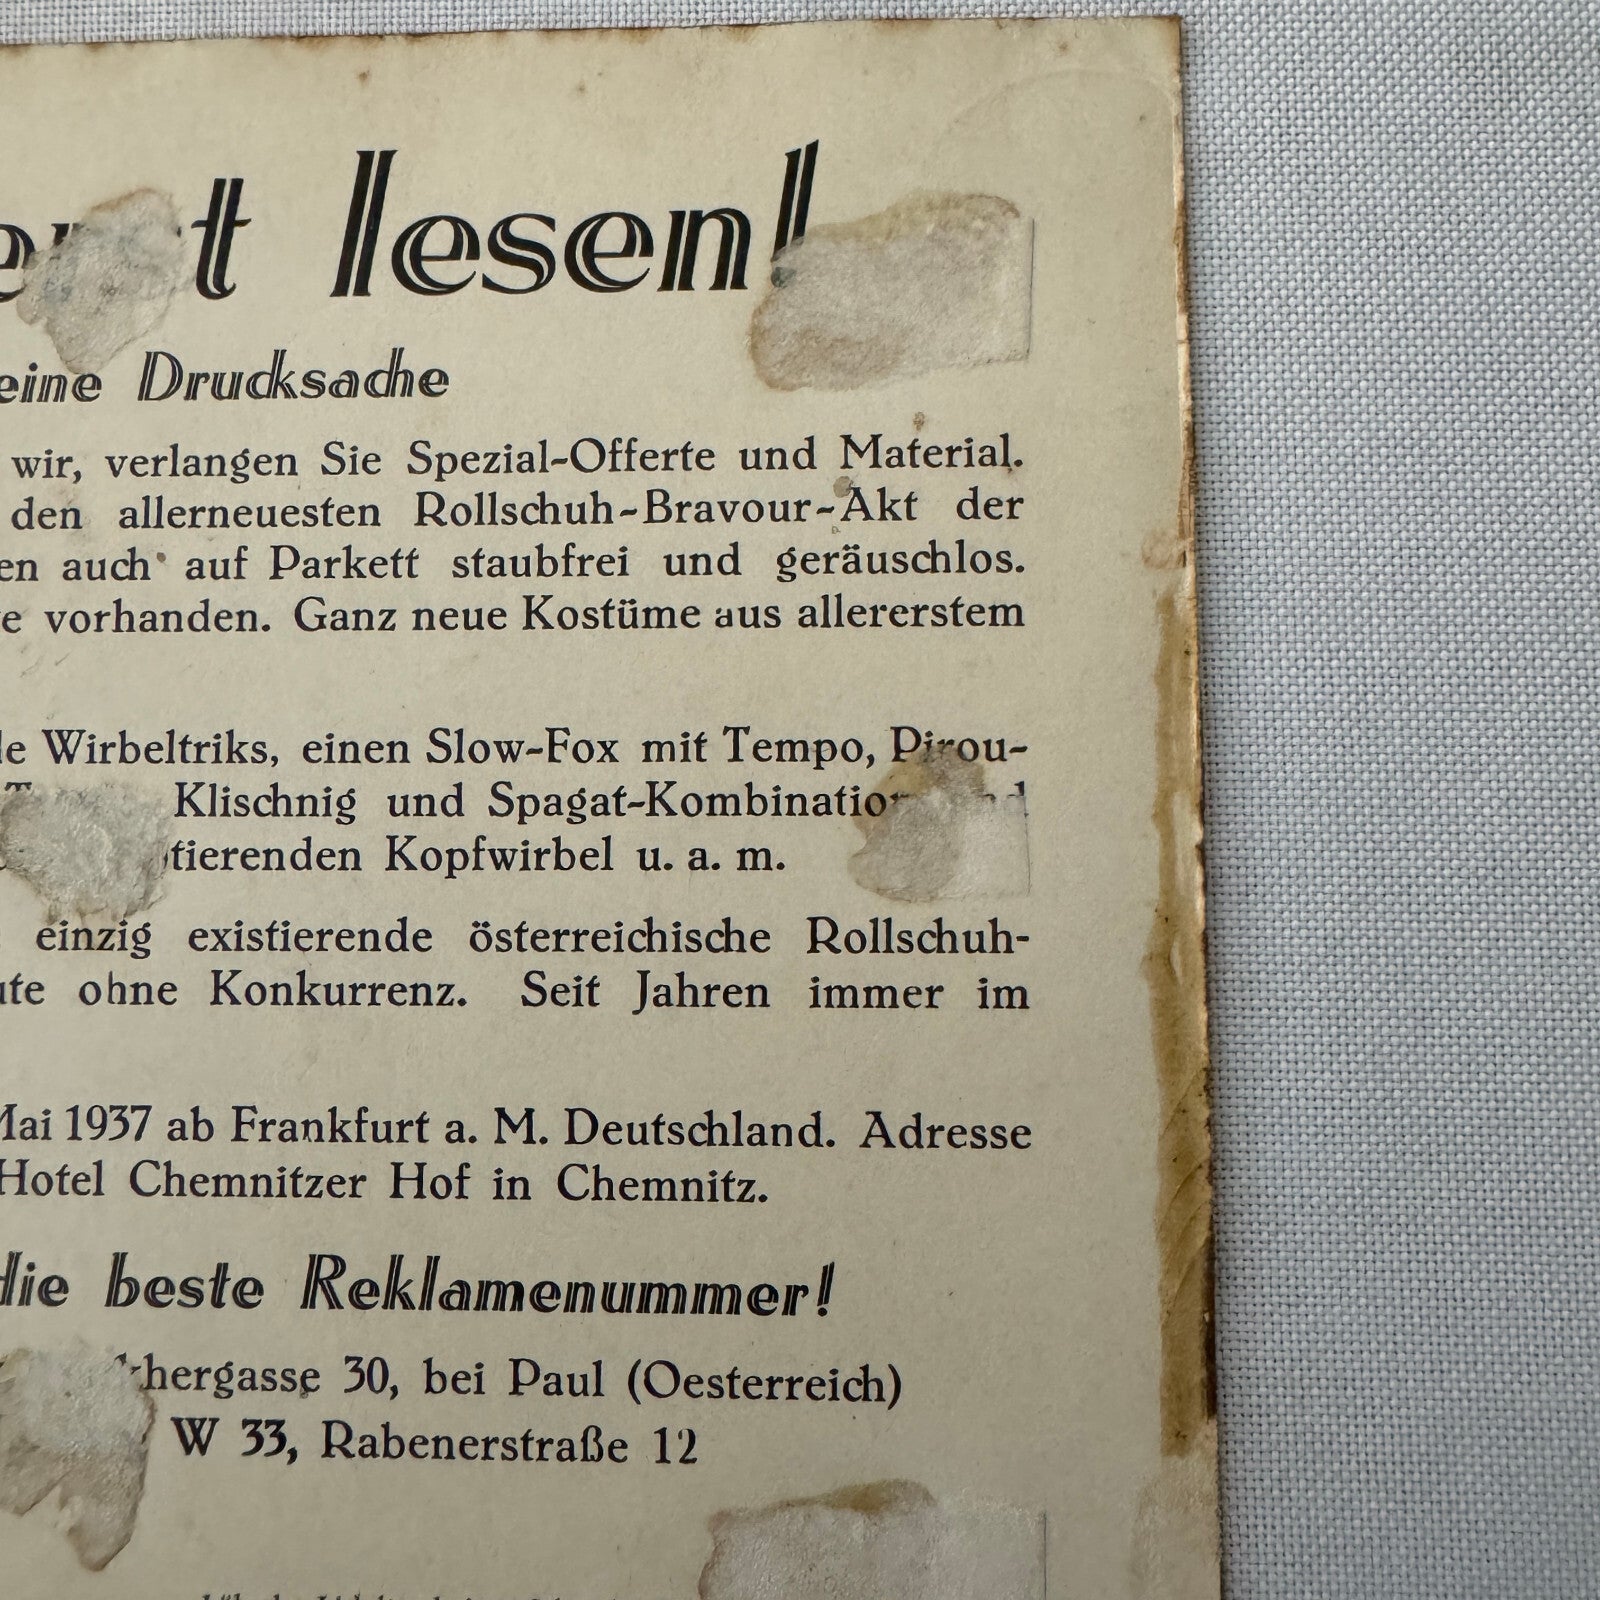 t lesen!
eine Drucksache
wir, verlangen Sie Spezial-Offerte und Material.
den allerneuesten Rollschuh-Bravour-Akt der
en auch auf Parkett staubfrei und geräuschlos.
e vorhanden. Ganz neue Kostüme aus allererstem
le Wirbeltriks, einen Slow-Fox mit Tempo, Pirou-
Klischnig und Spagat-Kombination
tierenden Kopfwirbel u. a. m.
einzig existierende österreichische Rollschuh-
ute ohne Konkurrenz. Seit Jahren immer im
Mai 1937 ab Frankfurt a. M. Deutschland. Adresse
Hotel Chemnitzer Hof in Chemnitz.
die beste Reklamenummer!
hergasse 30, bei Paul (Oesterreich)
W 33, Rabenerstraße 12